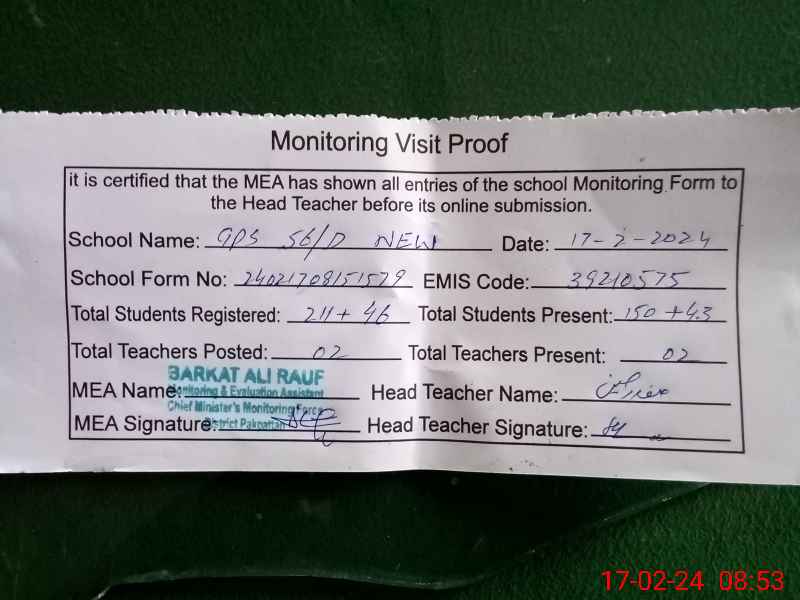 Monitoring Visit Proof
it is certified that the MEA has shown all entries of the school Monitoring Form to
the Head Teacher before its online submission.
School Name: GPS 56/D NEW Date: 17-2-2024
School Form No: 24021708151579 EMIS Code: 39210575
Total Students Registered: 211+46 Total Students Present: 150+43
Total Teachers Posted: 02 Total Teachers Present: 02
BARKAT ALI RAUF
MEA Name: Monitoring & Evaluation Assistant Head Teacher Name:
Chief Minister's Monitoring Force
MEA Signature: District Pakpattan Head Teacher Signature:
17-02-24 08:53